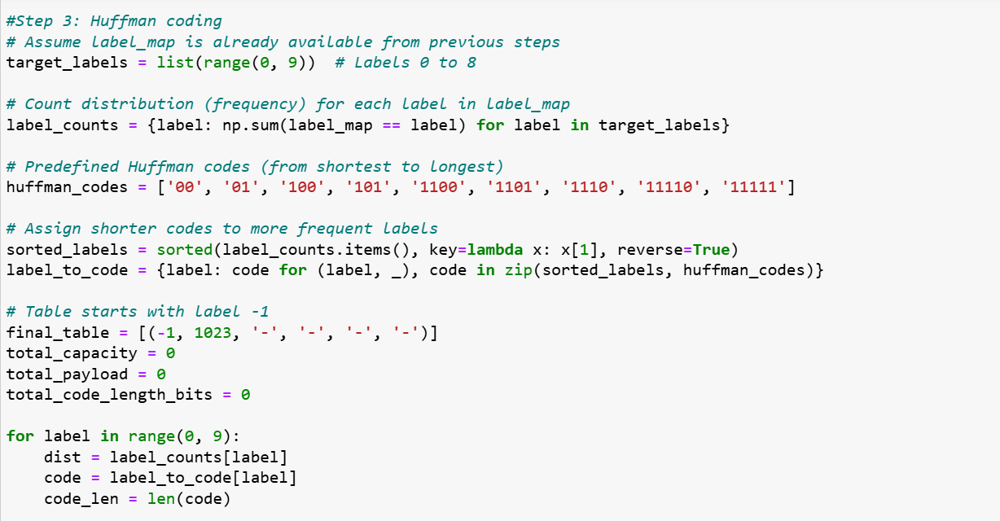 #Step 3: Huffman coding
# Assume label_map is already available from previous steps
target_labels = list(range(0, 9))  # Labels 0 to 8

# Count distribution (frequency) for each label in label_map
label_counts = {label: np.sum(label_map == label) for label in target_labels}

# Predefined Huffman codes (from shortest to longest)
huffman_codes = ['00', '01', '100', '101', '1100', '1101', '1110', '11110', '11111']

# Assign shorter codes to more frequent labels
sorted_labels = sorted(label_counts.items(), key=lambda x: x[1], reverse=True)
label_to_code = {label: code for (label, _), code in zip(sorted_labels, huffman_codes)}

# Table starts with label -1
final_table = [(-1, 1023, '-', '-', '-', '-')]
total_capacity = 0
total_payload = 0
total_code_length_bits = 0

for label in range(0, 9):
    dist = label_counts[label]
    code = label_to_code[label]
    code_len = len(code)